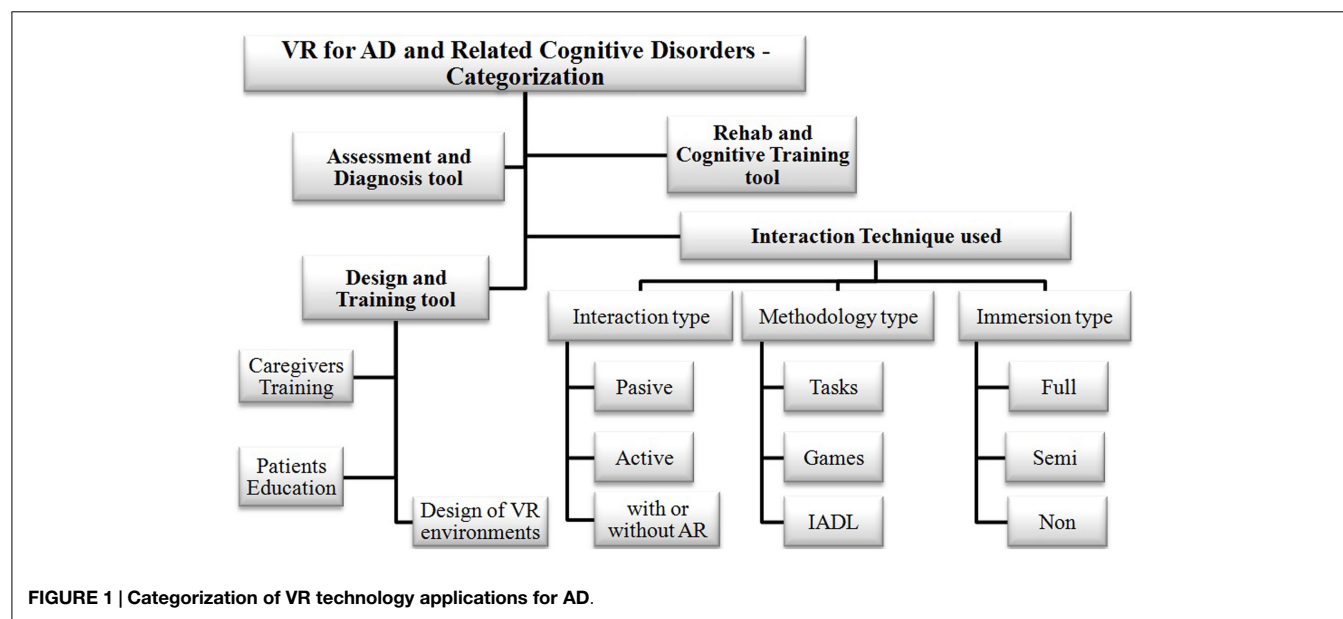 VR for AD and Related Cognitive Disorders -
Categorization
Assessment and
Diagnosis tool
Rehab and
Cognitive Training
tool
Interaction Technique used
Design and
Training tool
Interaction type
Methodology type
Immersion type
Caregivers
Training
Pasive
Tasks
Full
Patients
Education
Active
Games
Semi
Design of VR
environments
with or
without AR
IADL
Non
FIGURE 1 | Categorization of VR technology applications for AD.